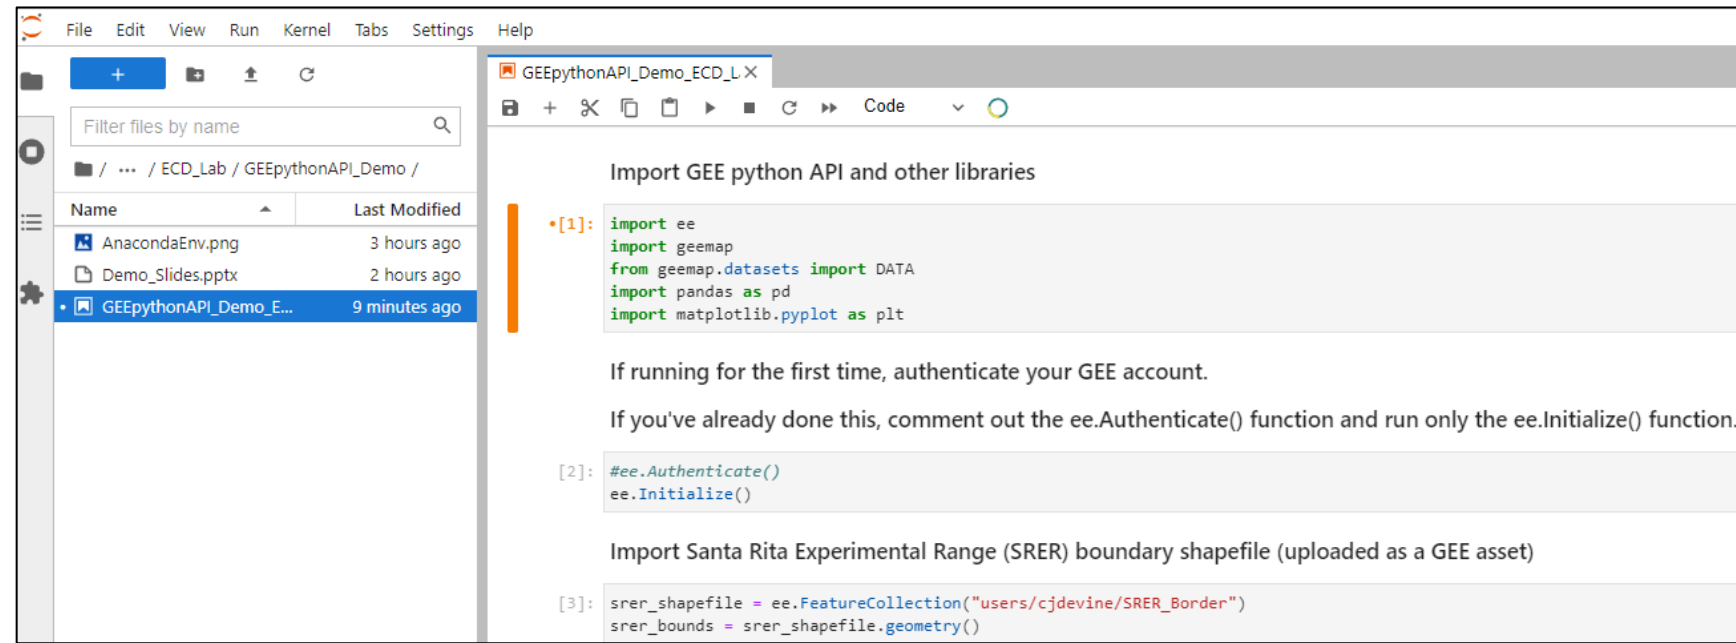 File Edit View Run Kernel Tabs Settings Help
Filter files by name
/ ··· / ECD_Lab / GEEpythonAPI_Demo /
Name Last Modified
AnacondaEnv.png 3 hours ago
Demo_Slides.pptx 2 hours ago
GEEpythonAPI_Demo_E... 9 minutes ago
GEEpythonAPI_Demo_ECD_L
Code
Import GEE python API and other libraries
[1]: import ee
import geemap
from geemap.datasets import DATA
import pandas as pd
import matplotlib.pyplot as plt
If running for the first time, authenticate your GEE account.
If you've already done this, comment out the ee.Authenticate() function and run only the ee.Initialize() function.
[2]: #ee.Authenticate()
ee.Initialize()
Import Santa Rita Experimental Range (SRER) boundary shapefile (uploaded as a GEE asset)
[3]: srer_shapefile = ee.FeatureCollection("users/cjdevine/SRER_Border")
srer_bounds = srer_shapefile.geometry()